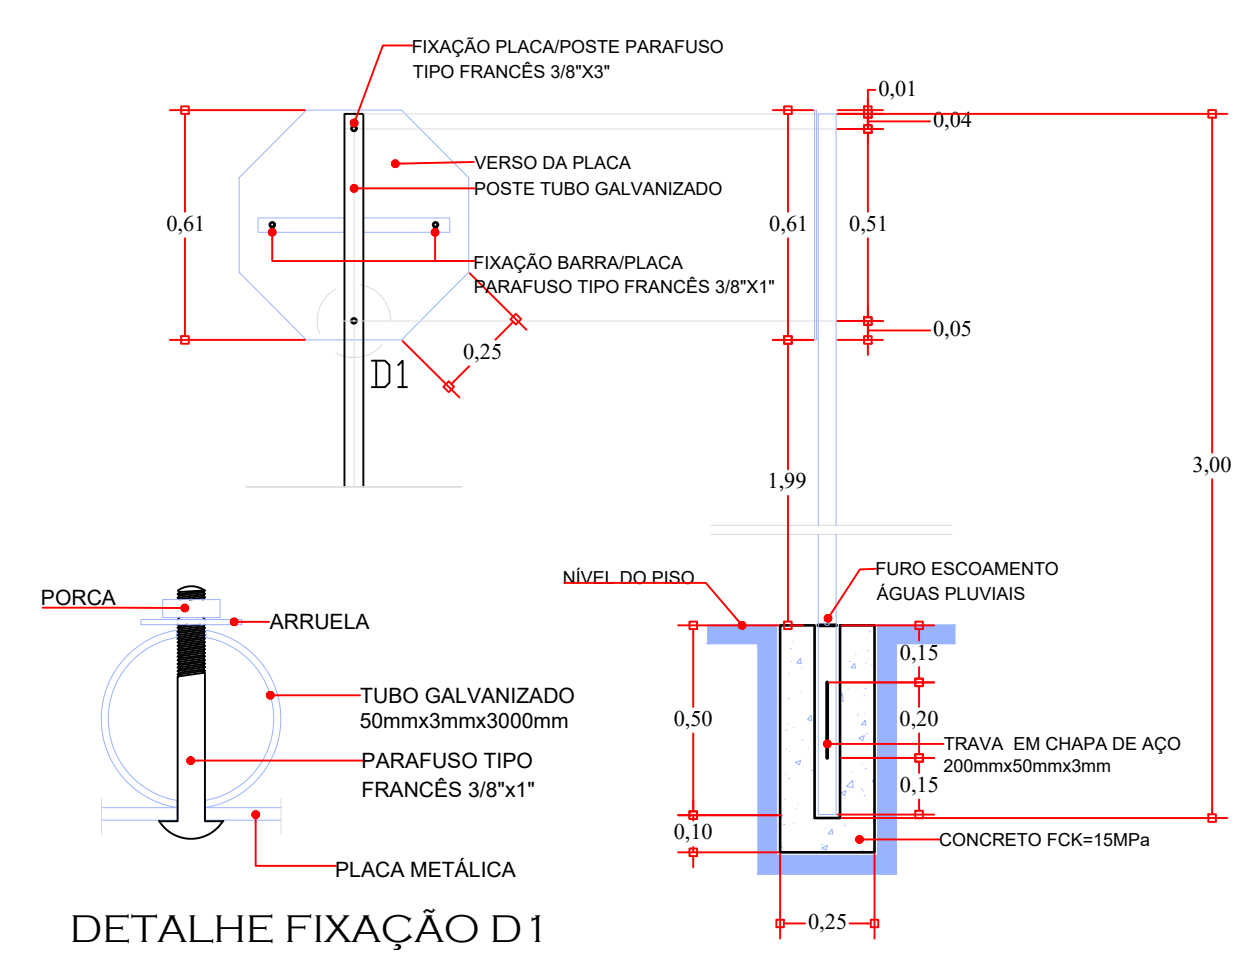 FIXAÇÃO PLACA/POSTE PARAFUSO
TIPO FRANCÊS 3/8"X3"
0,01
0,04
VERSO DA PLACA
POSTE TUBO GALVANIZADO
0,61
0,61
0,51
FIXAÇÃO BARRA/PLACA
PARAFUSO TIPO FRANCÊS 3/8"X1"
0,05
0,25
D1
3,00
1,99
NÍVEL DO PISO
FURO ESCOAMENTO
ÁGUAS PLUVIAIS
PORCA
ARRUELA
0,15
TUBO GALVANIZADO
50mmx3mmx3000mm
0,50
0,20
TRAVA EM CHAPA DE AÇO
200mmx50mmx3mm
PARAFUSO TIPO
FRANCÊS 3/8"x1"
0,15
0,10
CONCRETO FCK=15MPa
PLACA METÁLICA
0,25
DETALHE FIXAÇÃO D1